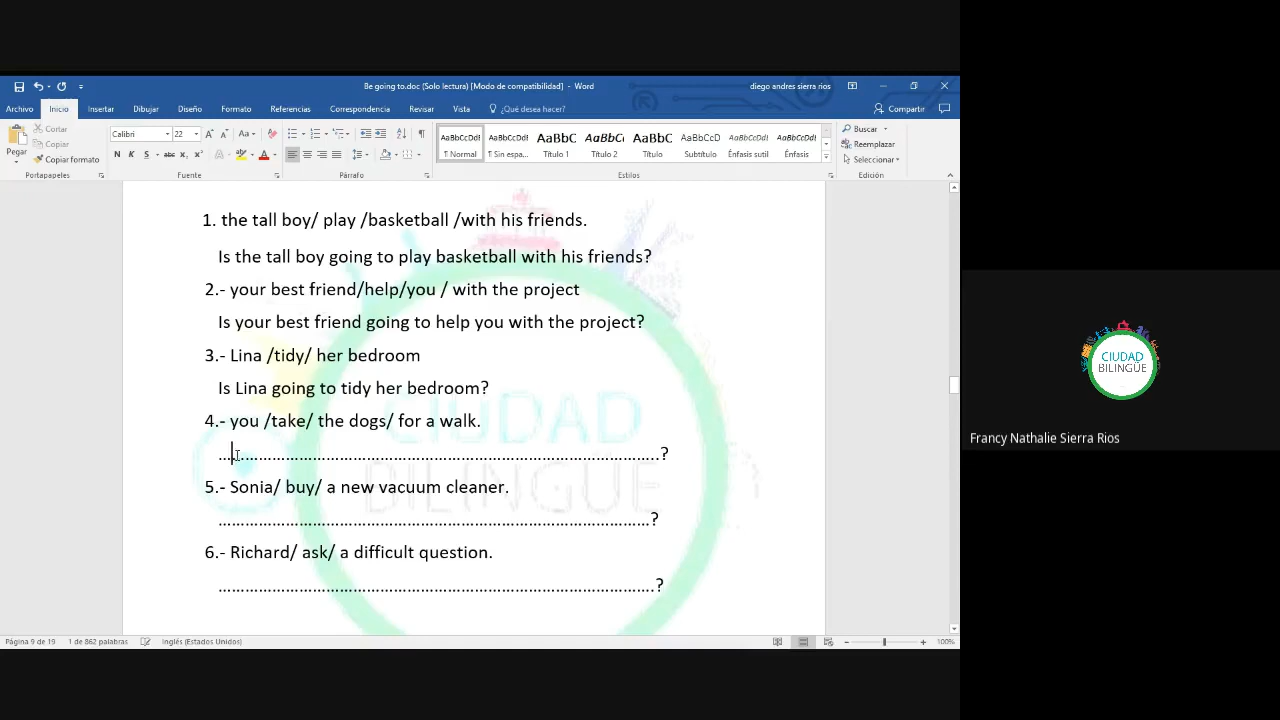 Be going to.doc (Solo lectura) [Modo de compatibilidad] - Word
diego andres sierra rios
Archivo Inicio Insertar Dibujar Diseño Formato Referencias Correspondencia Revisar Vista ¿Qué desea hacer? Compartir
Pegar
Cortar
Copiar
Copiar formato
Portapapeles
Calibri 22
N K S abc x₂ x²
Fuente
Párrafo
AaBbCcDdI AaBbCcDdI AaBbC AaBbCc AaBbC AaBbCcD AaBbCcDdI AaBbCcDdI
¶ Normal ¶ Sin espa... Título 1 Título 2 Título Subtítulo Énfasis sutil Énfasis
Estilos
Buscar
Reemplazar
Seleccionar
Edición
1. the tall boy/ play /basketball /with his friends.
Is the tall boy going to play basketball with his friends?
2.- your best friend/help/you / with the project
Is your best friend going to help you with the project?
3.- Lina /tidy/ her bedroom
Is Lina going to tidy her bedroom?
4.- you /take/ the dogs/ for a walk.
................................................................................?
5.- Sonia/ buy/ a new vacuum cleaner.
................................................................................?
6.- Richard/ ask/ a difficult question.
................................................................................?
CIUDAD
BILINGÜE
Página 9 de 19 1 de 862 palabras Inglés (Estados Unidos) 100%
CIUDAD
BILINGÜE
Francy Nathalie Sierra Rios